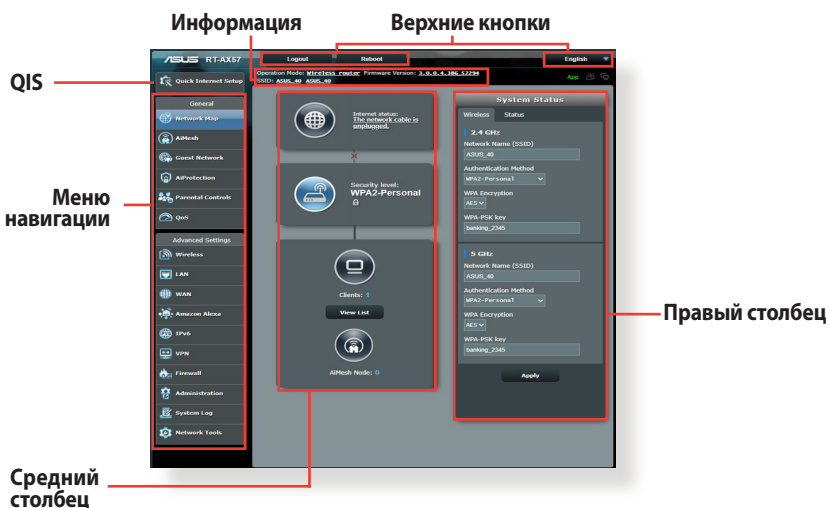 Информация
Верхние кнопки
QIS
Меню
навигации
Средний
столбец
Правый столбец
ASUS RT-AX57
Logout
Reboot
English
Quick Internet Setup
Operation Mode: Wireless router Firmware Version: 3.0.0.4.386_52294
SSID: ASUS_40 ASUS_40
App
General
Network Map
AiMesh
Guest Network
AiProtection
Parental Controls
QoS
Advanced Settings
Wireless
LAN
WAN
Amazon Alexa
IPv6
VPN
Firewall
Administration
System Log
Network Tools
Internet status:
The network cable is
unplugged.
Security level:
WPA2-Personal
Clients: 1
View List
AiMesh Node: 0
System Status
Wireless
Status
2.4 GHz
Network Name (SSID)
ASUS_40
Authentication Method
WPA2-Personal
WPA Encryption
AES
WPA-PSK key
banking_2345
5 GHz
Network Name (SSID)
ASUS_40
Authentication Method
WPA2-Personal
WPA Encryption
AES
WPA-PSK key
banking_2345
Apply